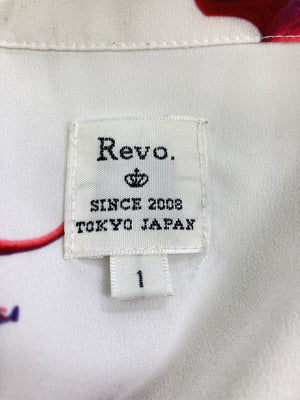 Revo.
SINCE 2008
TOKYO JAPAN
1